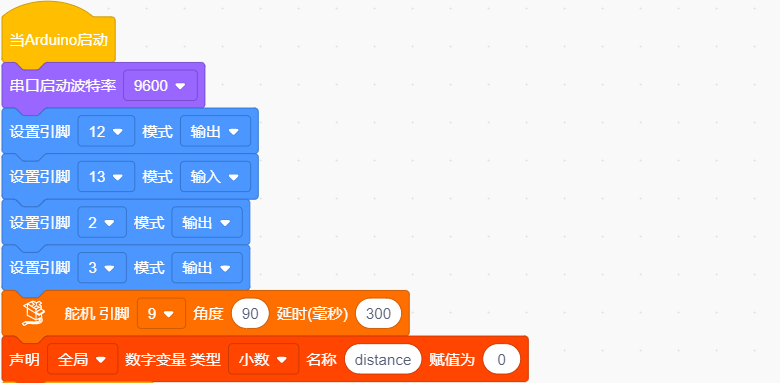 当Arduino启动
串口启动波特率 9600
设置引脚 12 模式 输出
设置引脚 13 模式 输入
设置引脚 2 模式 输出
设置引脚 3 模式 输出
舵机 引脚 9 角度 90 延时(毫秒) 300
声明 全局 数字变量 类型 小数 名称 distance 赋值为 0